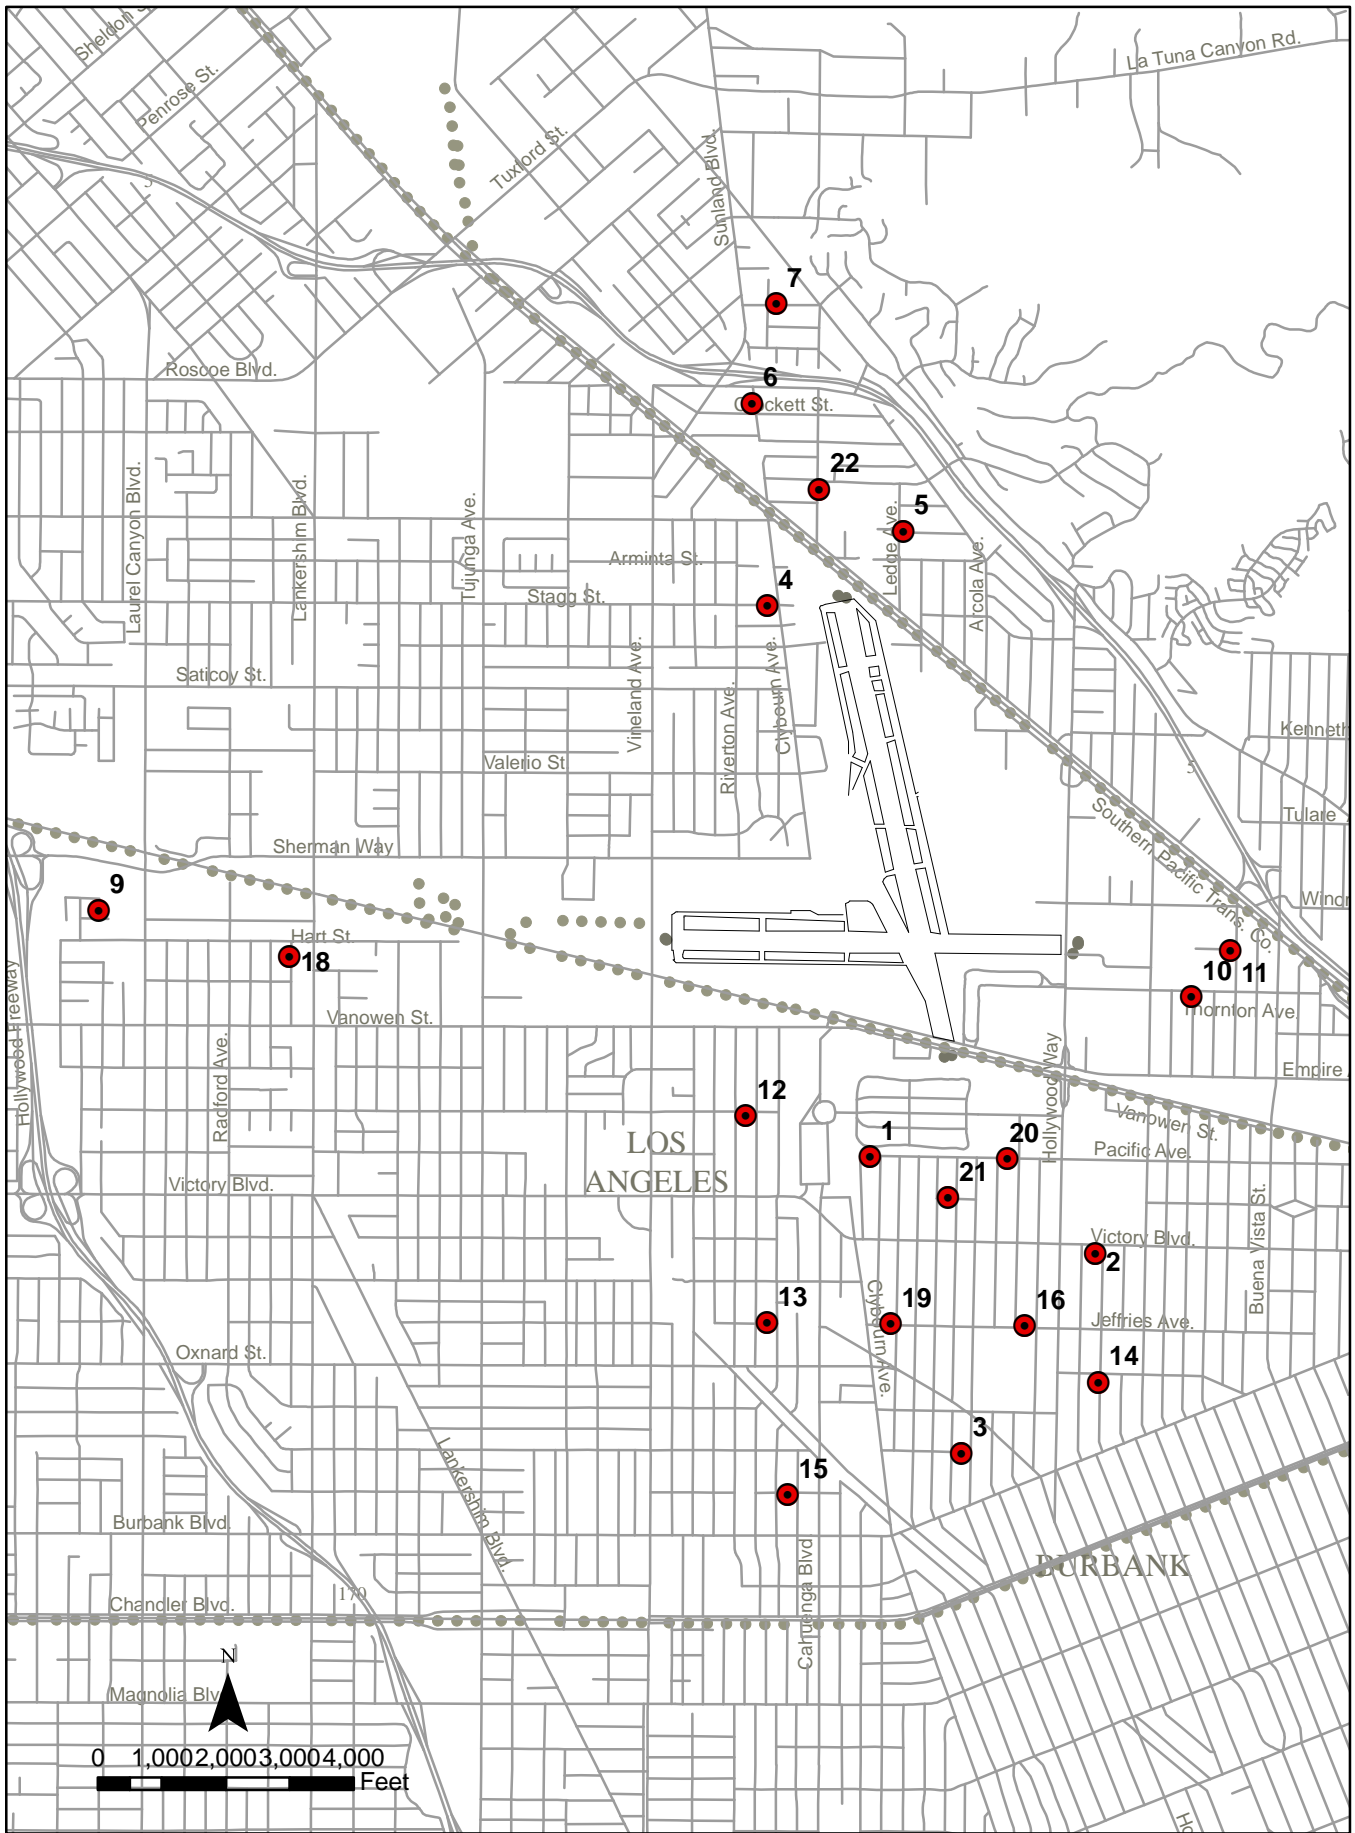 La Tuna Canyon Rd.
Penrose St.
Tuxford St.
Sunland Blvd.
5
7
Roscoe Blvd.
6
22
5
Laurel Canyon Blvd.
Lankershim Blvd.
Tujunga Ave.
Arminta St.
Ledge Ave.
Arcola Ave.
4
Stagg St.
Saticoy St.
Vineland Ave.
Riverton Ave.
Clybourn Ave.
Kenneth
Valerio St
5
Tulare
Southern Pacific Trans. Co.
Sherman Way
9
Hart St.
18
10
11
Thornton Ave.
Vanowen St.
Hollywood Freeway
Radford Ave.
Hollywood Way
Empire
12
Vanowen St.
LOS
ANGELES
1
20
Pacific Ave.
21
Victory Blvd.
Victory Blvd.
2
Buena Vista St.
13
19
16
Jeffries Ave.
Clybourn Ave.
Oxnard St.
14
3
Lankershim Blvd.
15
Burbank Blvd.
BURBANK
170
Chandler Blvd.
Cahuenga Blvd
N
0 1,000 2,000 3,000 4,000
Feet